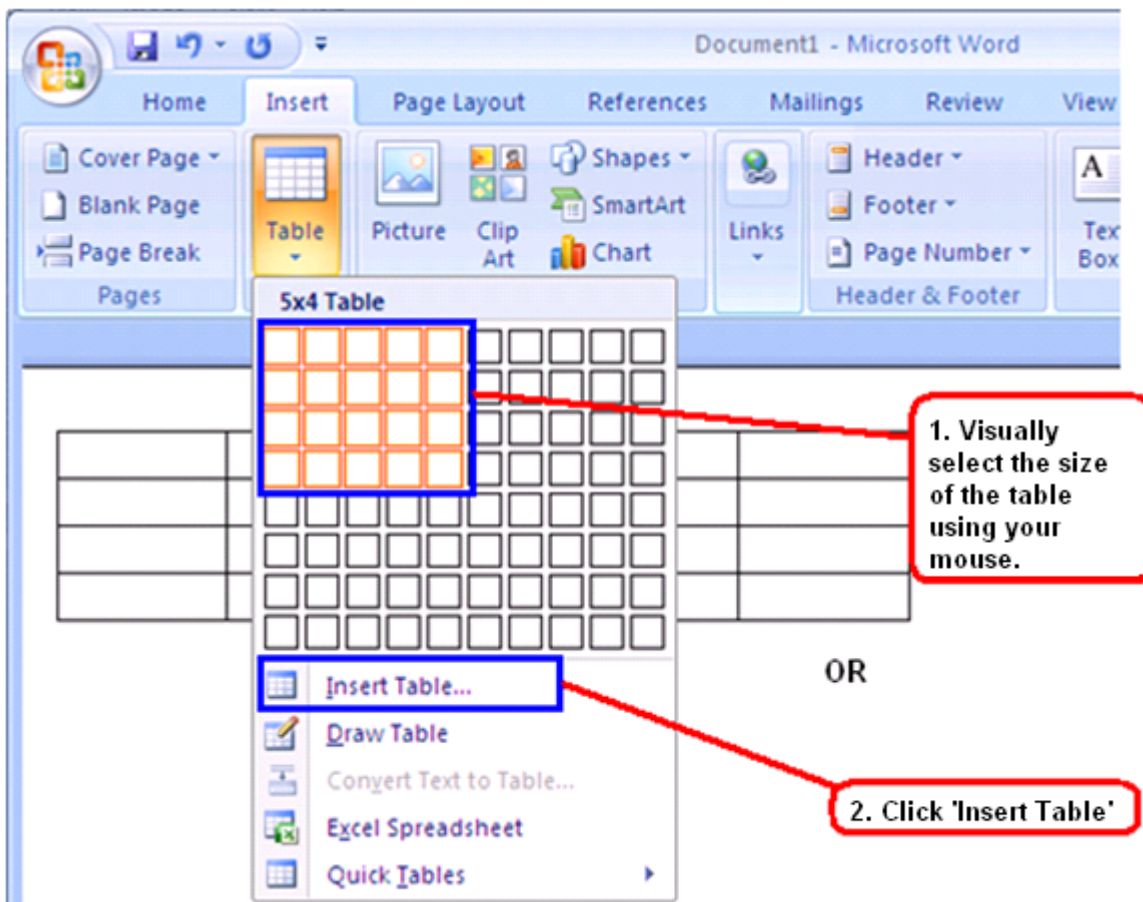 Document1 - Microsoft Word
Home Insert Page Layout References Mailings Review View
Cover Page
Blank Page
Page Break
Pages
Table
Picture
Clip
Art
Shapes
SmartArt
Chart
Links
Header
Footer
Page Number
Header & Footer
A
Box
5x4 Table
1. Visually
select the size
of the table
using your
mouse.
OR
Insert Table...
Draw Table
Convert Text to Table...
Excel Spreadsheet
Quick Tables
2. Click 'Insert Table'